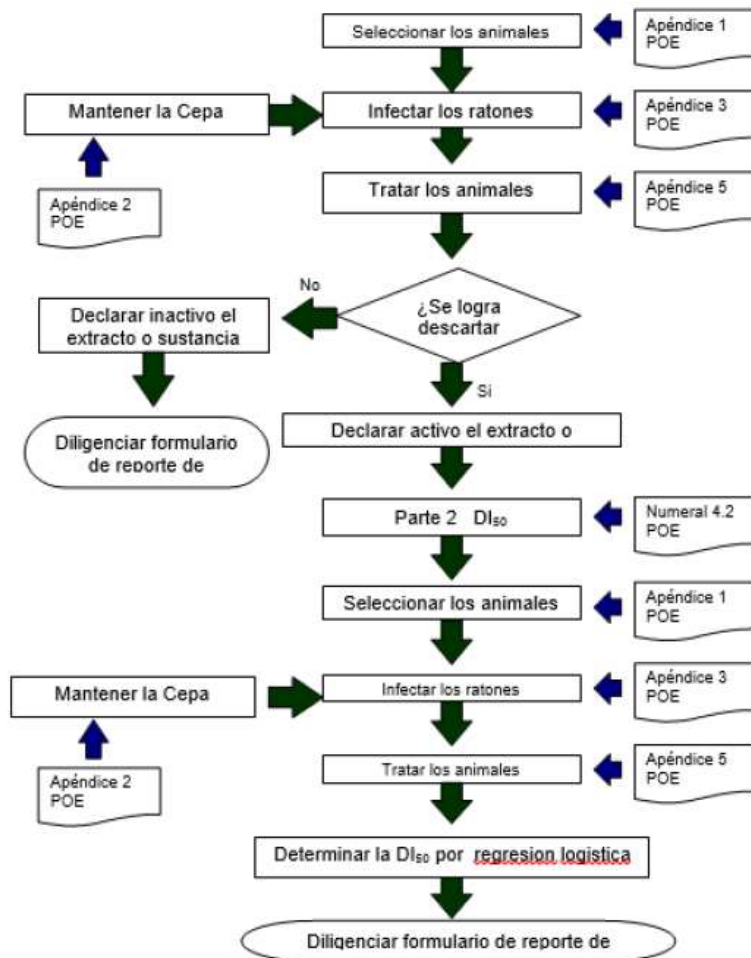 Seleccionar los animales
Apéndice 1
POE
Mantener la Cepa
Infectar los ratones
Apéndice 3
POE
Apéndice 2
POE
Tratar los animales
Apéndice 5
POE
¿Se logra
descartar
No
Declarar inactivo el
extracto o sustancia
Diligenciar formulario
de reporte de
Si
Declarar activo el extracto o
Parte 2 DI₅₀
Numeral 4.2
POE
Seleccionar los animales
Apéndice 1
POE
Mantener la Cepa
Infectar los ratones
Apéndice 3
POE
Apéndice 2
POE
Tratar los animales
Apéndice 5
POE
Determinar la DI₅₀ por regresion logistica
Diligenciar formulario de reporte de